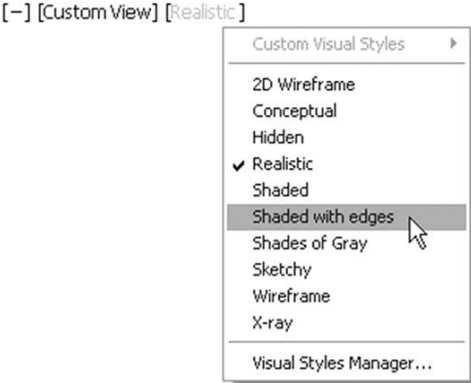 [−] [Custom View] [Realistic]
Custom Visual Styles
2D Wireframe
Conceptual
Hidden
Realistic
Shaded
Shaded with edges
Shades of Gray
Sketchy
Wireframe
X-ray
Visual Styles Manager...